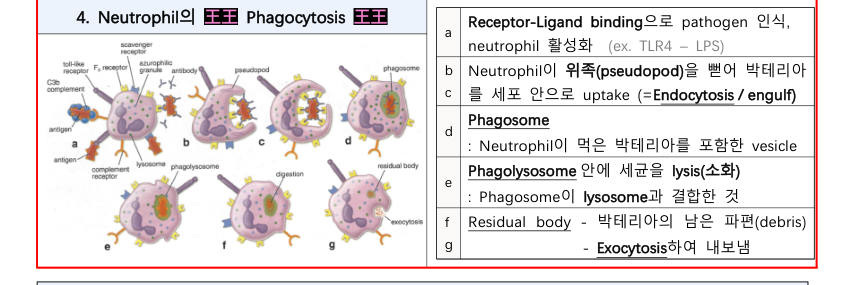 4. Neutrophil의 王王 Phagocytosis 王王
scavenger
receptor
toll-like
receptor
Fc receptor
azurophilic
granule
antibody
pseudopod
phagosome
C3b
complement
antigen
a
b
c
d
antigen
lysosome
complement
receptor
phagolysosome
digestion
residual body
exocytosis
e
f
g
a
Receptor-Ligand binding으로 pathogen 인식,
neutrophil 활성화 (ex. TLR4 – LPS)
b
Neutrophil이 위족(pseudopod)을 뻗어 박테리아
c
를 세포 안으로 uptake (=Endocytosis / engulf)
d
Phagosome
: Neutrophil이 먹은 박테리아를 포함한 vesicle
e
Phagolysosome 안에 세균을 lysis(소화)
: Phagosome이 lysosome과 결합한 것
f
Residual body - 박테리아의 남은 파편(debris)
g
- Exocytosis하여 내보냄